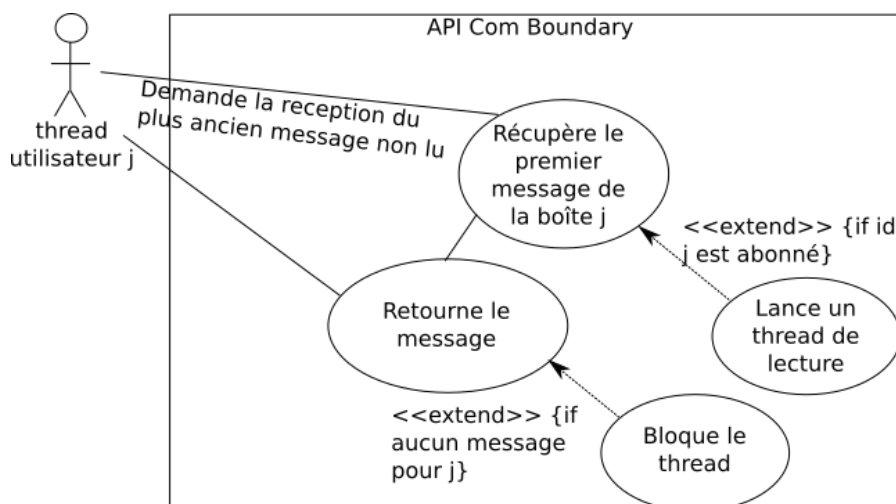 API Com Boundary
Demande la reception du
plus ancien message non lu
thread
utilisateur j
Récupère le
premier
message de
la boîte j
<<extend>> {if id
j est abonné}
Retourne le
message
Lance un
thread de
lecture
<<extend>> {if
aucun message
pour j}
Bloque le
thread